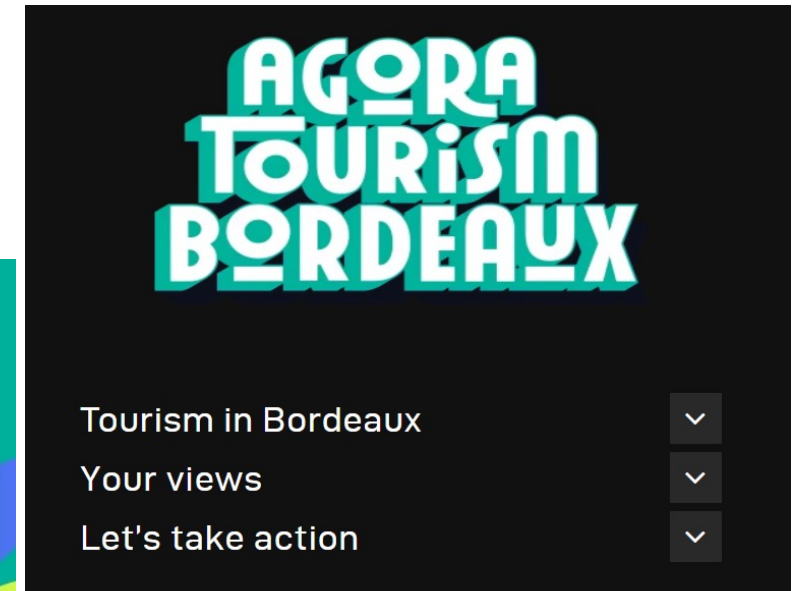 AGORA
TOURiSM
BORDEAUX
Tourism in Bordeaux
Your views
Let's take action